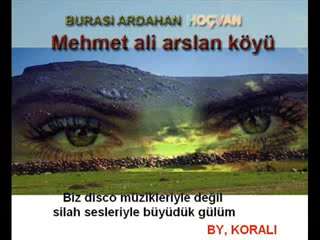 BURASI ARDAHAN HOÇVAN
Mehmet ali arslan köyü
Biz disco müzikleriyle değil
silah sesleriyle büyüdük gülüm
BY, KORALI